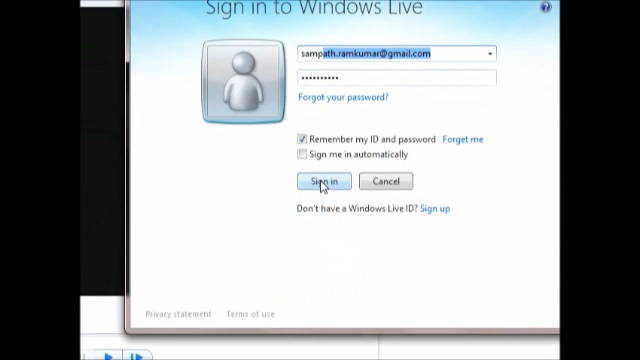 Sign in to Windows Live
sampath.ramkumar@gmail.com
••••••••••
Forgot your password?
Remember my ID and password Forget me
Sign me in automatically
Sign in Cancel
Don't have a Windows Live ID? Sign up
Privacy statement Terms of use